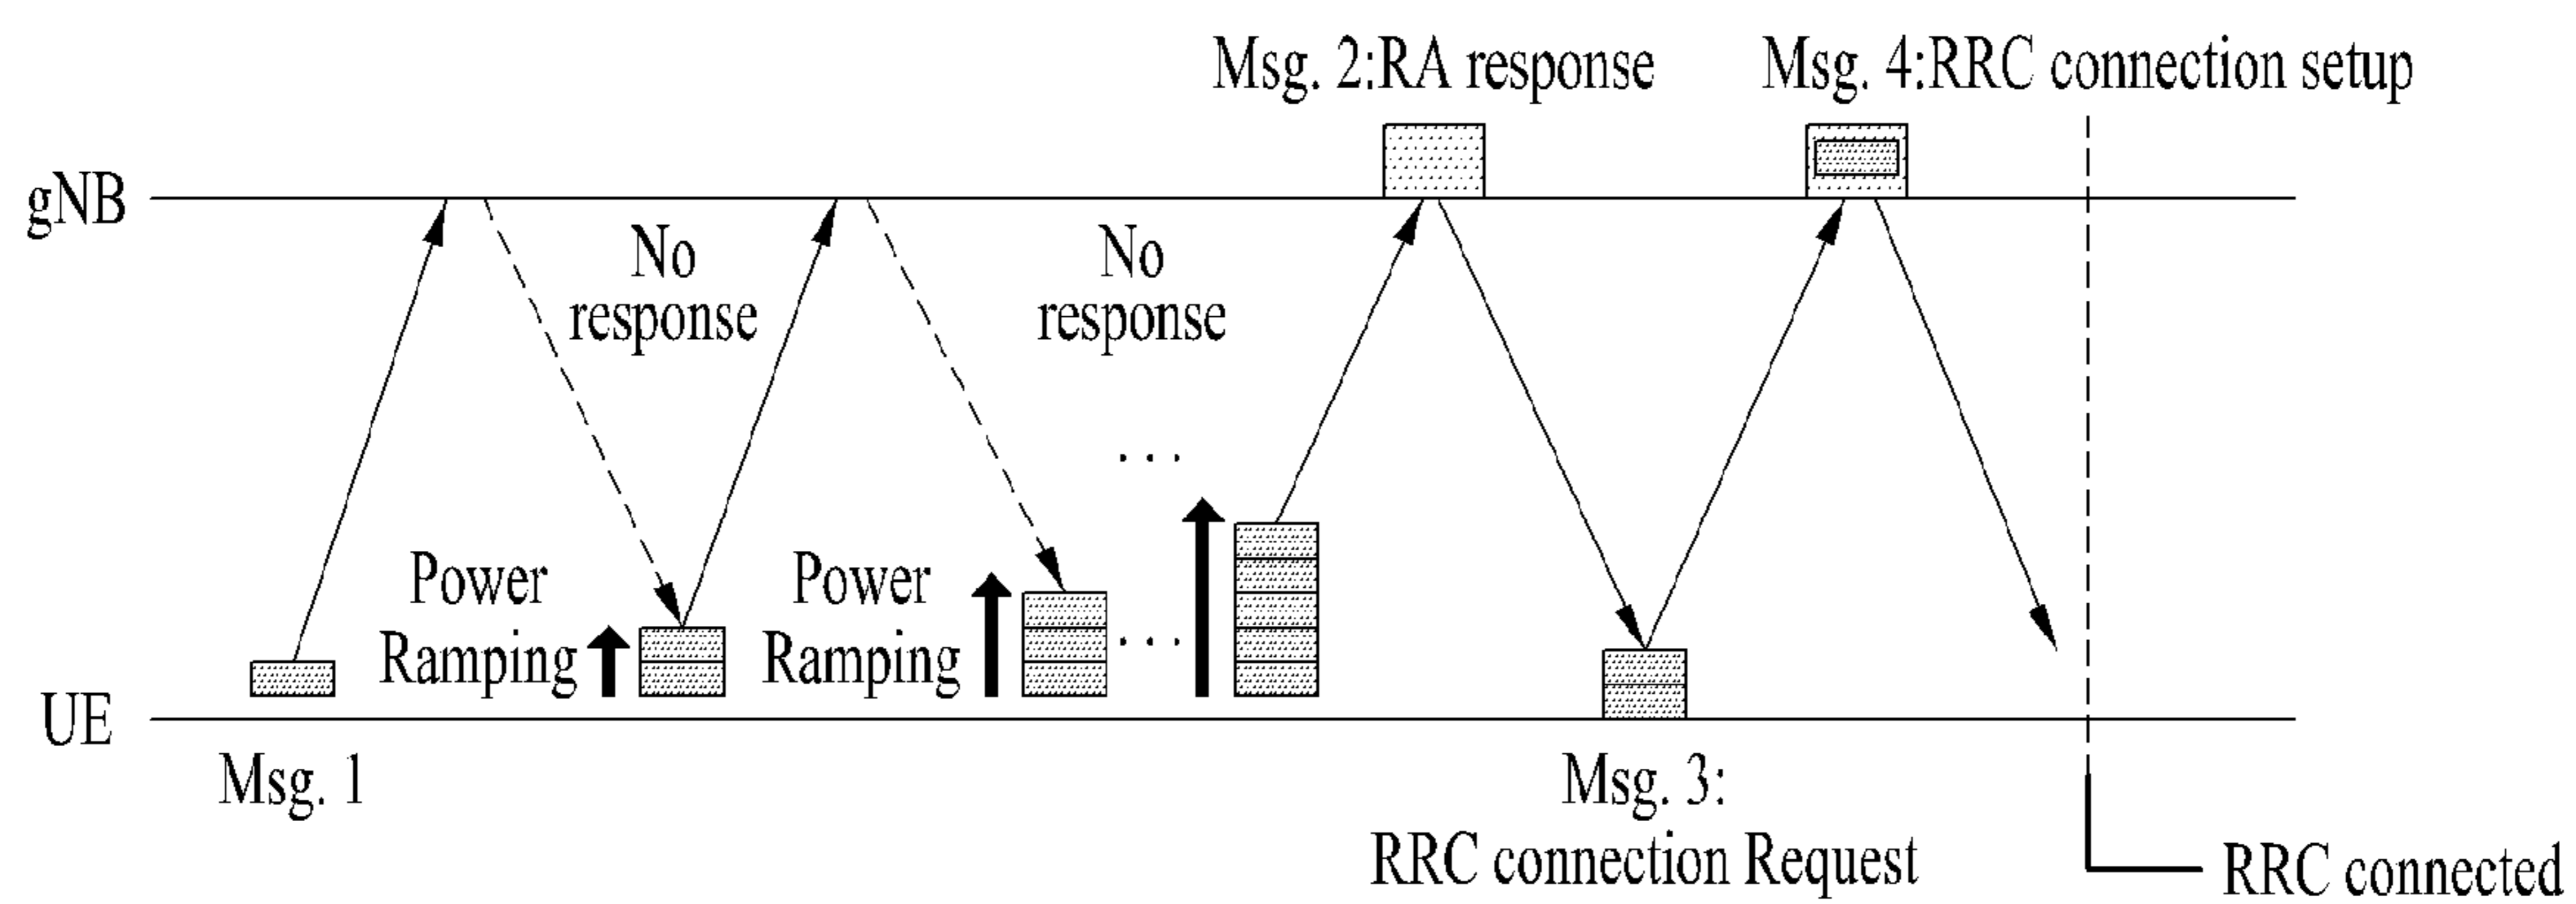 Msg. 2:RA response
Msg. 4:RRC connection setup
gNB
No
response
No
response
. . .
Power
Ramping
Power
Ramping
. . .
UE
Msg. 1
Msg. 3:
RRC connection Request
RRC connected